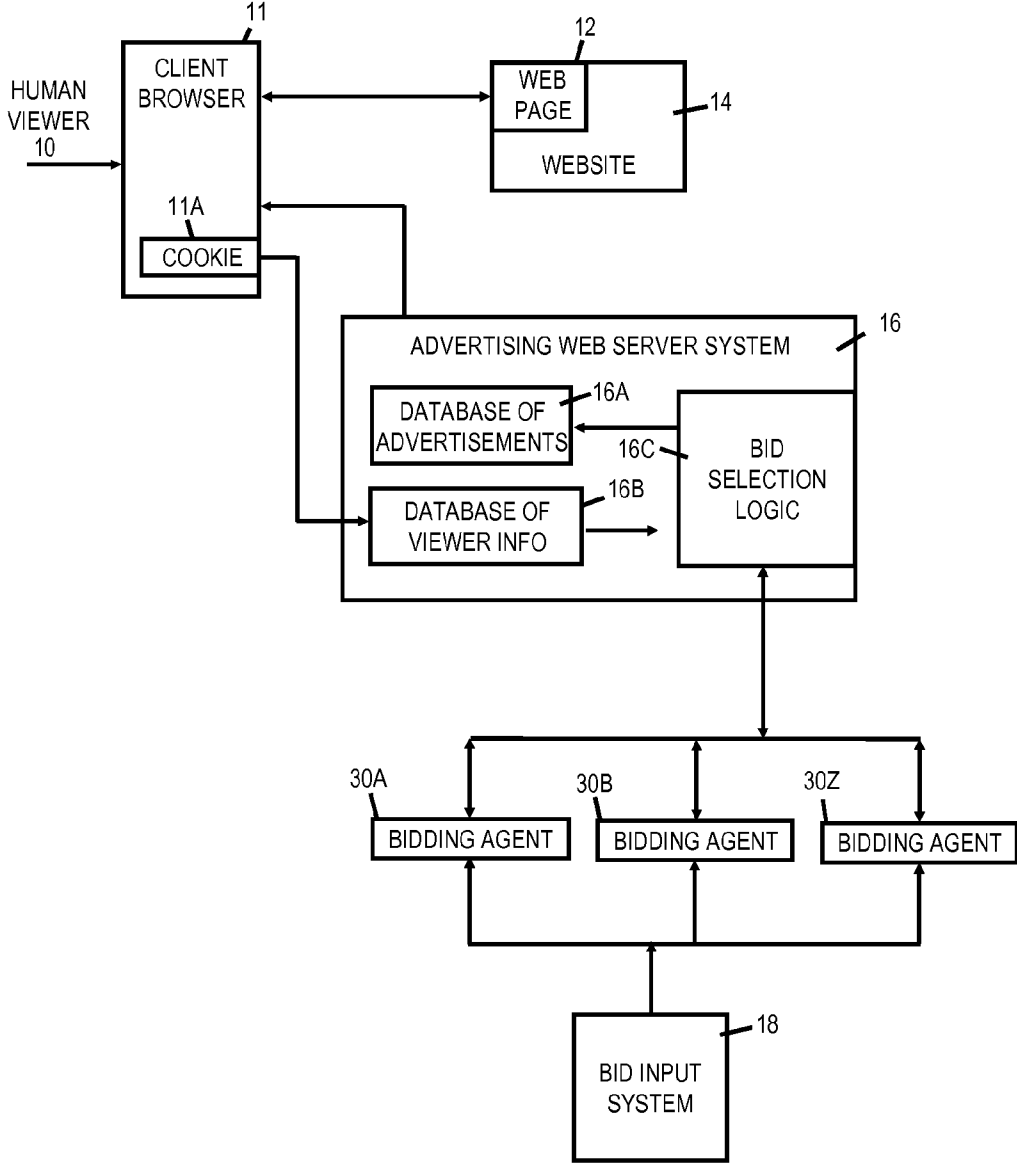 11
CLIENT
BROWSER
HUMAN
VIEWER
10
11A
COOKIE
12
WEB
PAGE
14
WEBSITE
16
ADVERTISING WEB SERVER SYSTEM
16A
DATABASE OF
ADVERTISEMENTS
16B
DATABASE OF
VIEWER INFO
16C
BID
SELECTION
LOGIC
30A
BIDDING AGENT
30B
BIDDING AGENT
30Z
BIDDING AGENT
18
BID INPUT
SYSTEM